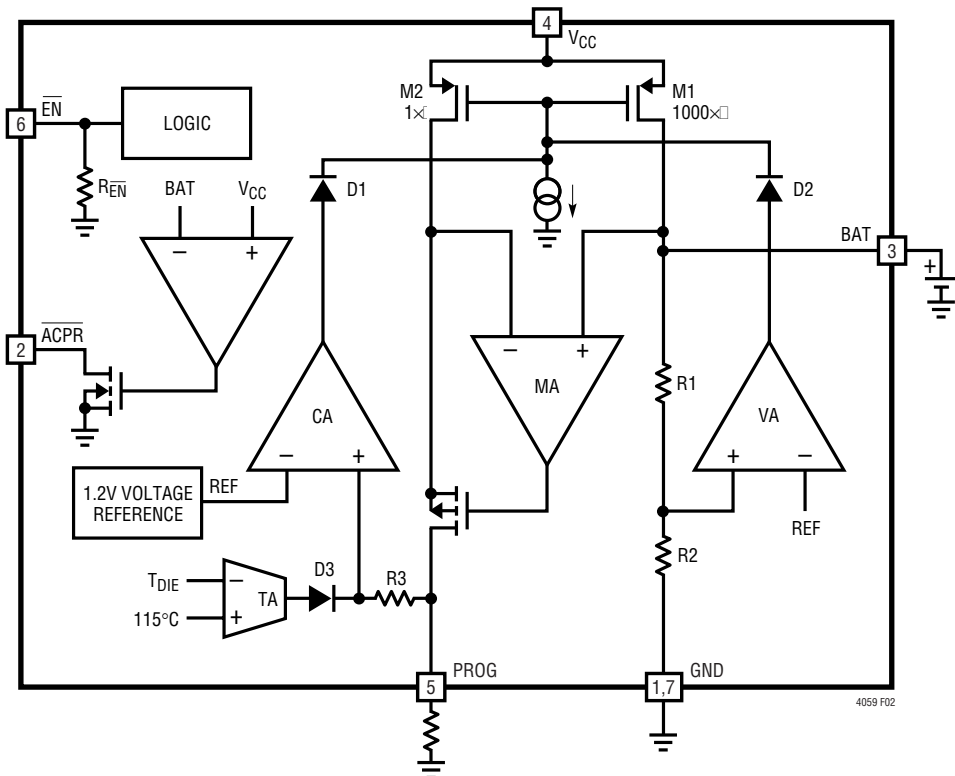 4
VCC
M2
1×
M1
1000×
6
EN
LOGIC
REN
BAT
VCC
D1
D2
BAT
3
+
2
ACPR
–
+
–
+
MA
R1
CA
VA
–
+
+
–
1.2V VOLTAGE
REFERENCE
REF
REF
R2
TDIE
–
TA
D3
R3
115°C
+
5
PROG
1,7
GND
4059 F02